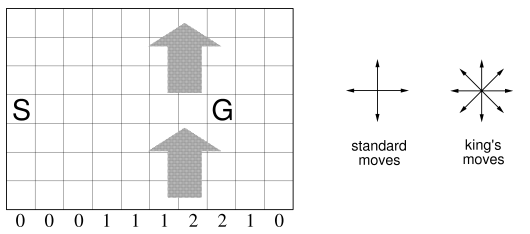 S G
0 0 0 1 1 1 2 2 1 0
standard moves
king's moves